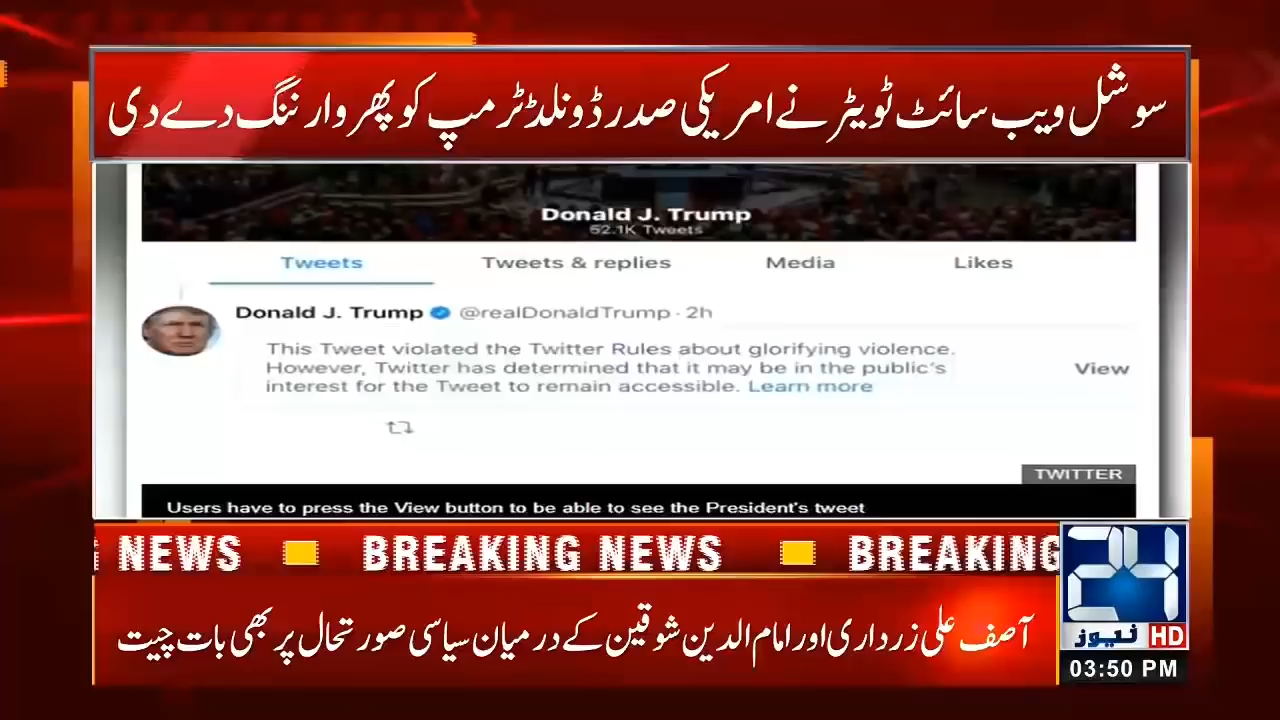 سوشل ویب سائٹ ٹویٹر نے امریکی صدر ڈونلڈ ٹرمپ کو پھر وارننگ دے دی
Donald J. Trump
52.1K Tweets
Tweets Tweets & replies Media Likes
Donald J. Trump @realDonaldTrump · 2h
This Tweet violated the Twitter Rules about glorifying violence.
However, Twitter has determined that it may be in the public's
interest for the Tweet to remain accessible. Learn more
View
TWITTER
Users have to press the View button to be able to see the President's tweet
NEWS BREAKING NEWS BREAKING
24
نیوز HD
آصف علی زرداری اور امام الدین شوقین کے درمیان سیاسی صورتحال پر بھی بات چیت
03:50 PM